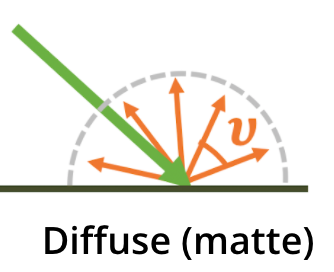 υ
Diffuse (matte)